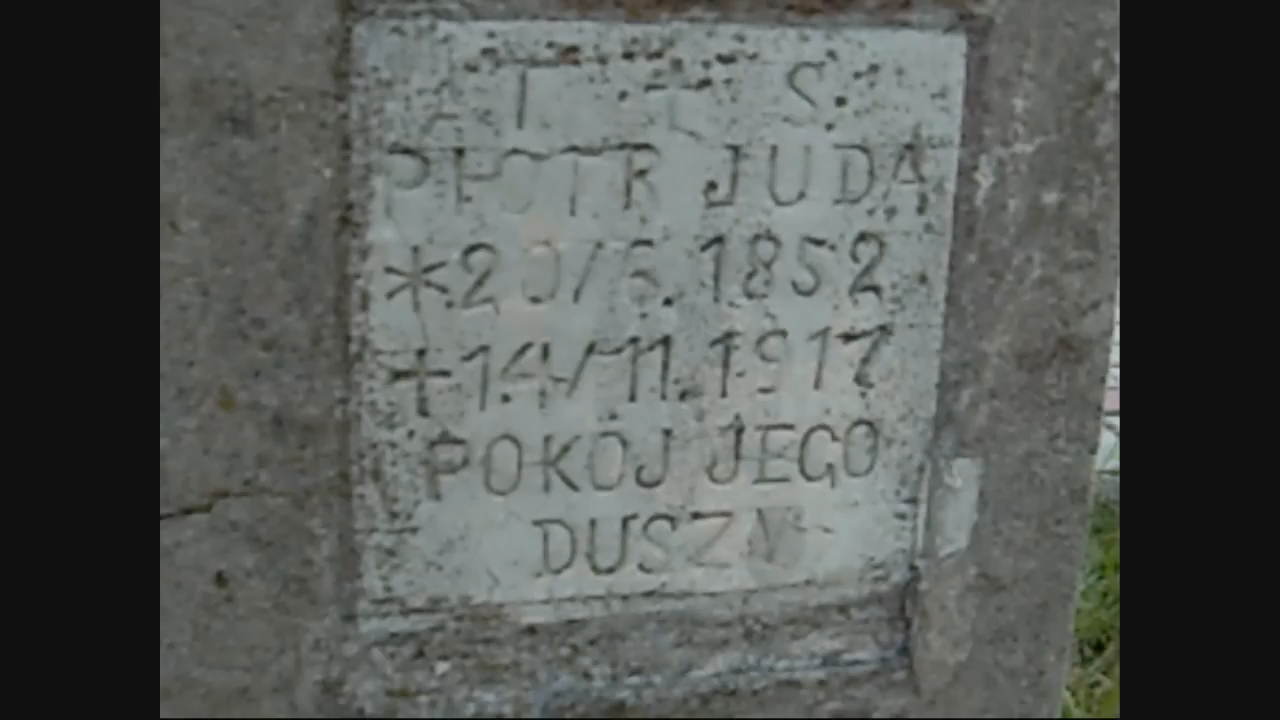 PIOTR JUDA
*20/6.1852
+14/11.1917
POKÓJ JEGO
DUSZY